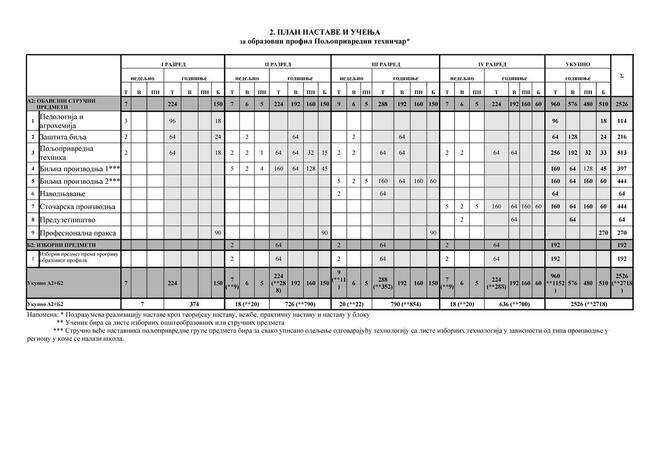 2. ПЛАН НАСТАВЕ И УЧЕЊА
за образовни профил Пољопривредни техничар*
I РАЗРЕД II РАЗРЕД III РАЗРЕД IV РАЗРЕД УКУПНО
недељно годишње недељно годишње недељно годишње недељно годишње годишње Σ
Т В ПН Т В ПН Б Т В ПН Т В ПН Б Т В ПН Т В ПН Б Т В ПН Т В ПН Б Т В ПН Б
А2: ОБАВЕЗНИ СТРУЧНИ ПРЕДМЕТИ 7 224 150 7 6 5 224 192 160 150 9 6 5 288 192 160 150 7 6 5 224 192 160 60 960 576 480 510 2526
1 Педологија и агрохемија 3 96 18 96 18 114
2 Заштита биља 2 64 24 2 64 2 64 64 128 24 216
3 Пољопривредна техника 2 64 18 2 2 1 64 64 32 15 2 2 64 64 2 2 64 64 256 192 32 33 513
4 Биљна производња 1*** 5 2 4 160 64 128 45 160 64 128 45 397
5 Биљна производња 2*** 5 2 5 160 64 160 60 160 64 160 60 444
6 Наводњавање 2 64 64 64
7 Сточарска производња 5 2 5 160 64 160 60 160 64 160 60 444
8 Предузетништво 2 64 64 64
9 Професионална пракса 90 90 90 270 270
Б2: ИЗБОРНИ ПРЕДМЕТИ 2 64 2 64 2 64 192 192
1 Изборни предмет према програму образовног профила 2 64 2 64 2 64 192 192
Укупно А2+Б2 7 224 150 7 (**9) 6 5 224 (**288) 192 160 150 9 (**11) 6 5 288 (**352) 192 160 150 7 (**9) 6 5 224 (**288) 192 160 60 960 **1152 576 480 510 2526 (**2718)
Укупно А2+Б2 7 374 18 (**20) 726 (**790) 20 (**22) 790 (**854) 18 (**20) 636 (**700) 2526 (**2718)
Напомена: * Подразумева реализацију наставе кроз теоријску наставу, вежбе, практичну наставу и наставу у блоку
** Ученик бира са листе изборних општеобразовних или стручних предмета
*** Стручно веће наставника пољопривредне групе предмета бира за свако уписано одељење одговарајућу технологију са листе изборних технологија у зависности од типа производње у
региону у коме се налази школа.